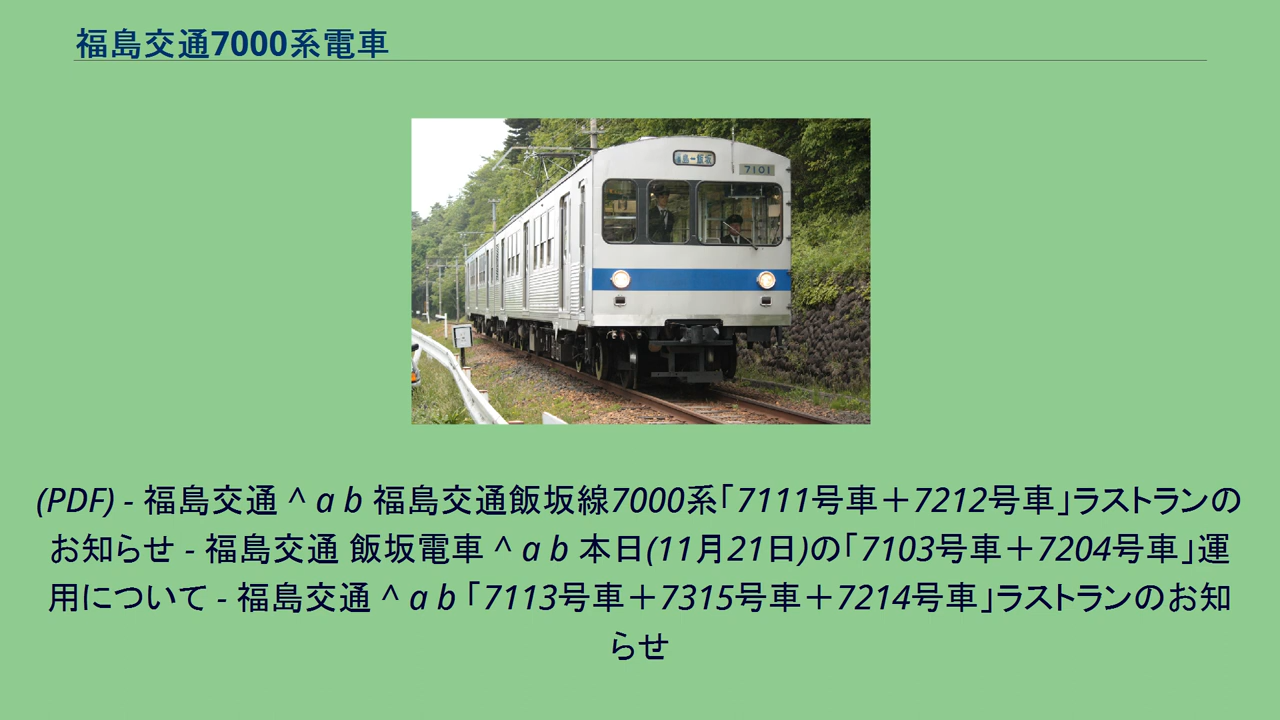 福島交通7000系電車
福島－飯坂
7101
(PDF) - 福島交通 ^ a b 福島交通飯坂線7000系｢7111号車＋7212号車｣ラストランの
お知らせ - 福島交通 飯坂電車 ^ a b 本日(11月21日)の｢7103号車＋7204号車｣運
用について - 福島交通 ^ a b ｢7113号車＋7315号車＋7214号車｣ラストランのお知
らせ